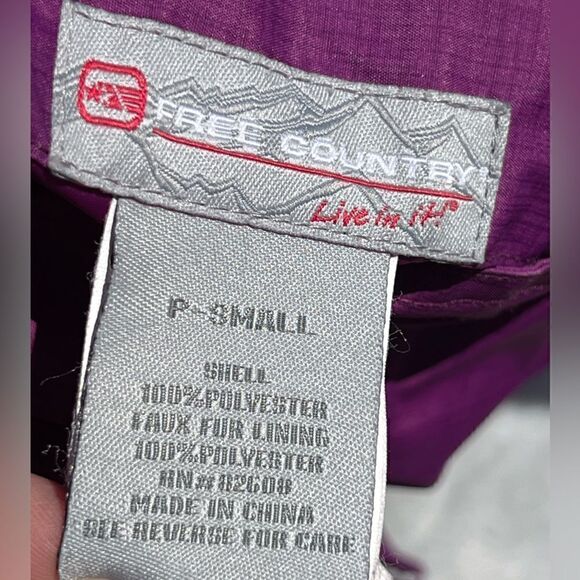 FREE COUNTRY
Live in it!®
P-SMALL
SHELL
100%POLYESTER
FAUX FUR LINING
100%POLYESTER
RN#82608
MADE IN CHINA
SEE REVERSE FOR CARE